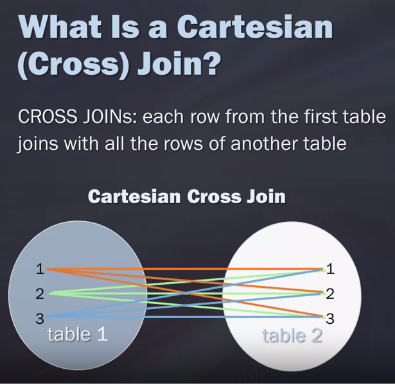 What Is a Cartesian
(Cross) Join?
CROSS JOINs: each row from the first table
joins with all the rows of another table
Cartesian Cross Join
1 1
2 2
3 3
table 1 table 2